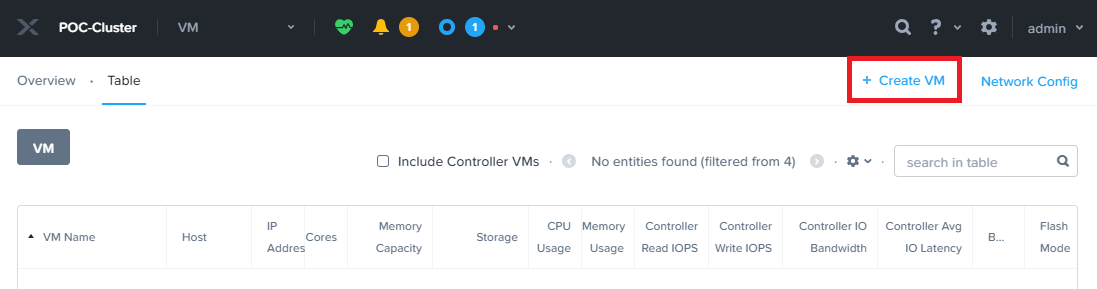 POC-Cluster VM 1 1 ? admin
Overview · Table + Create VM Network Config
VM
Include Controller VMs · No entities found (filtered from 4) · · search in table
VM Name Host IP Addres Cores Memory Capacity Storage CPU Usage Memory Usage Controller Read IOPS Controller Write IOPS Controller IO Bandwidth Controller Avg IO Latency B... Flash Mode